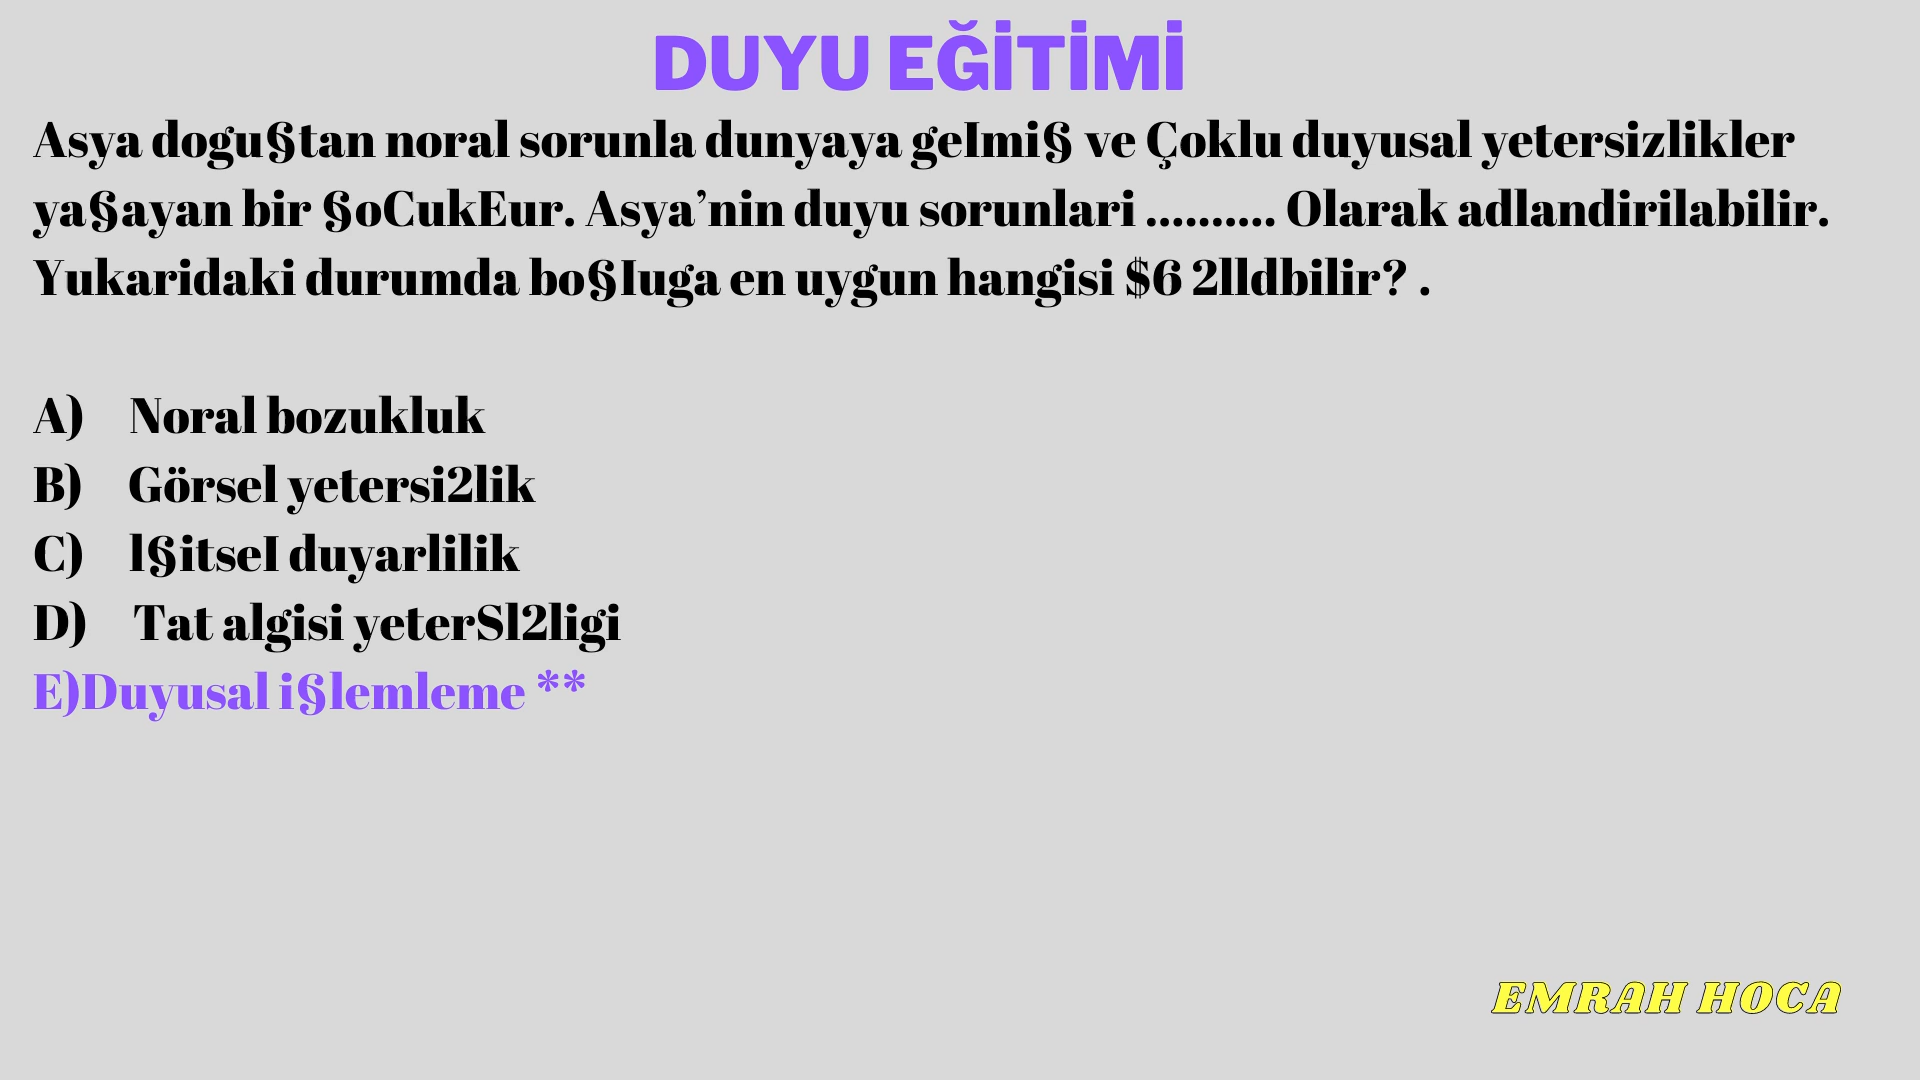 DUYU EĞİTİMİ
Asya dogu§tan noral sorunla dunyaya geImi§ ve Çoklu duyusal yetersizlikler
ya§ayan bir §oCukEur. Asya’nin duyu sorunlari .......... Olarak adlandirilabilir.
Yukaridaki durumda bo§Iuga en uygun hangisi $6 2lldbilir? .
A) Noral bozukluk
B) Görsel yetersi2lik
C) l§itseI duyarlilik
D) Tat algisi yeterSl2ligi
E)Duyusal i§lemleme **
EMRAH HOCA